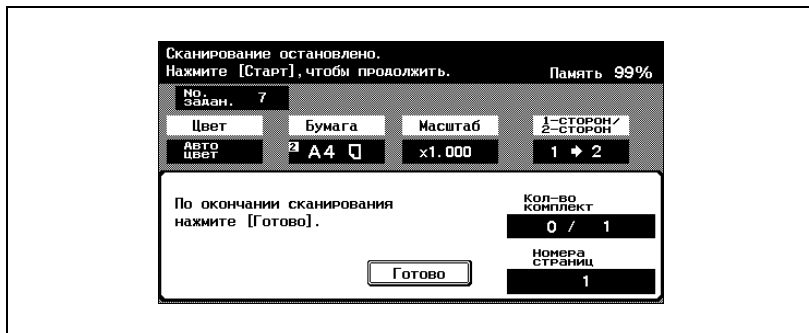 Сканирование остановлено.
Нажмите [Старт],чтобы продолжить.
Память 99%
No.
задан. 7
Цвет
Бумага
Масштаб
1-сторон/
2-сторон
Авто
цвет
2 A4
x1.000
1 → 2
По окончании сканирования
нажмите [Готово].
Кол-во
комплект
0 / 1
Готово
Номера
страниц
1